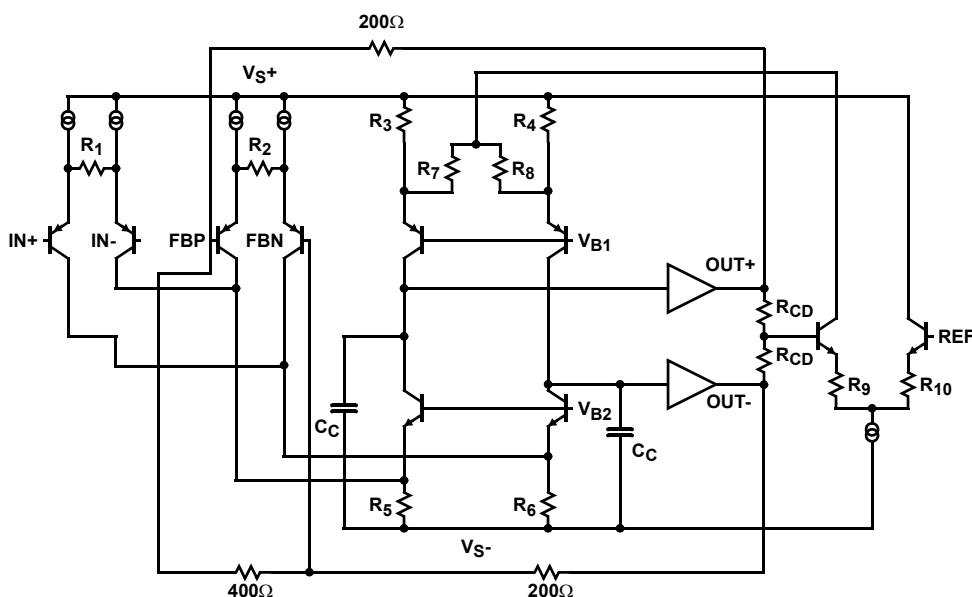 200Ω
VS+
R1
R2
R3
R4
R7
R8
IN+
IN-
FBP
FBN
VB1
OUT+
RCD
REF
RCD
R9
R10
OUT-
VB2
CC
CC
R5
R6
VS-
400Ω
200Ω